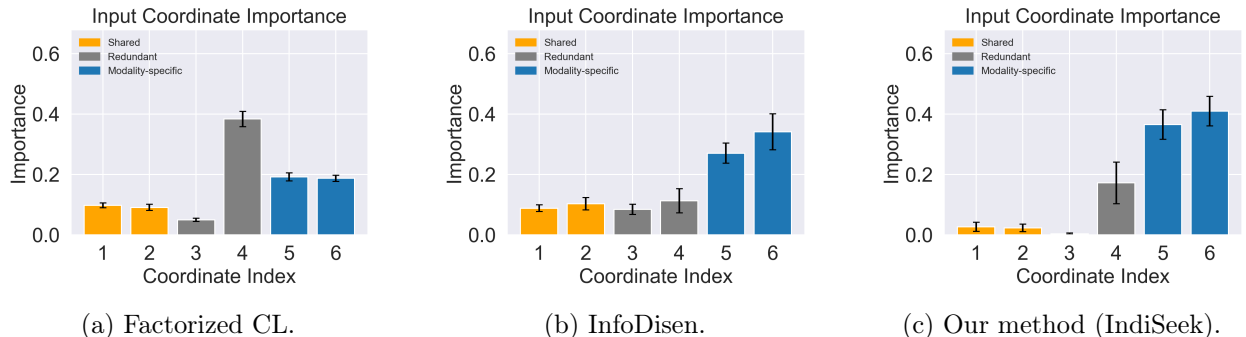 Input Coordinate Importance
Importance
0.6
0.4
0.2
0.0
Shared
Redundant
Modality-specific
1 2 3 4 5 6
Coordinate Index
(a) Factorized CL.
Input Coordinate Importance
Importance
0.6
0.4
0.2
0.0
Shared
Redundant
Modality-specific
1 2 3 4 5 6
Coordinate Index
(b) InfoDisen.
Input Coordinate Importance
Importance
0.6
0.4
0.2
0.0
Shared
Redundant
Modality-specific
1 2 3 4 5 6
Coordinate Index
(c) Our method (IndiSeek).